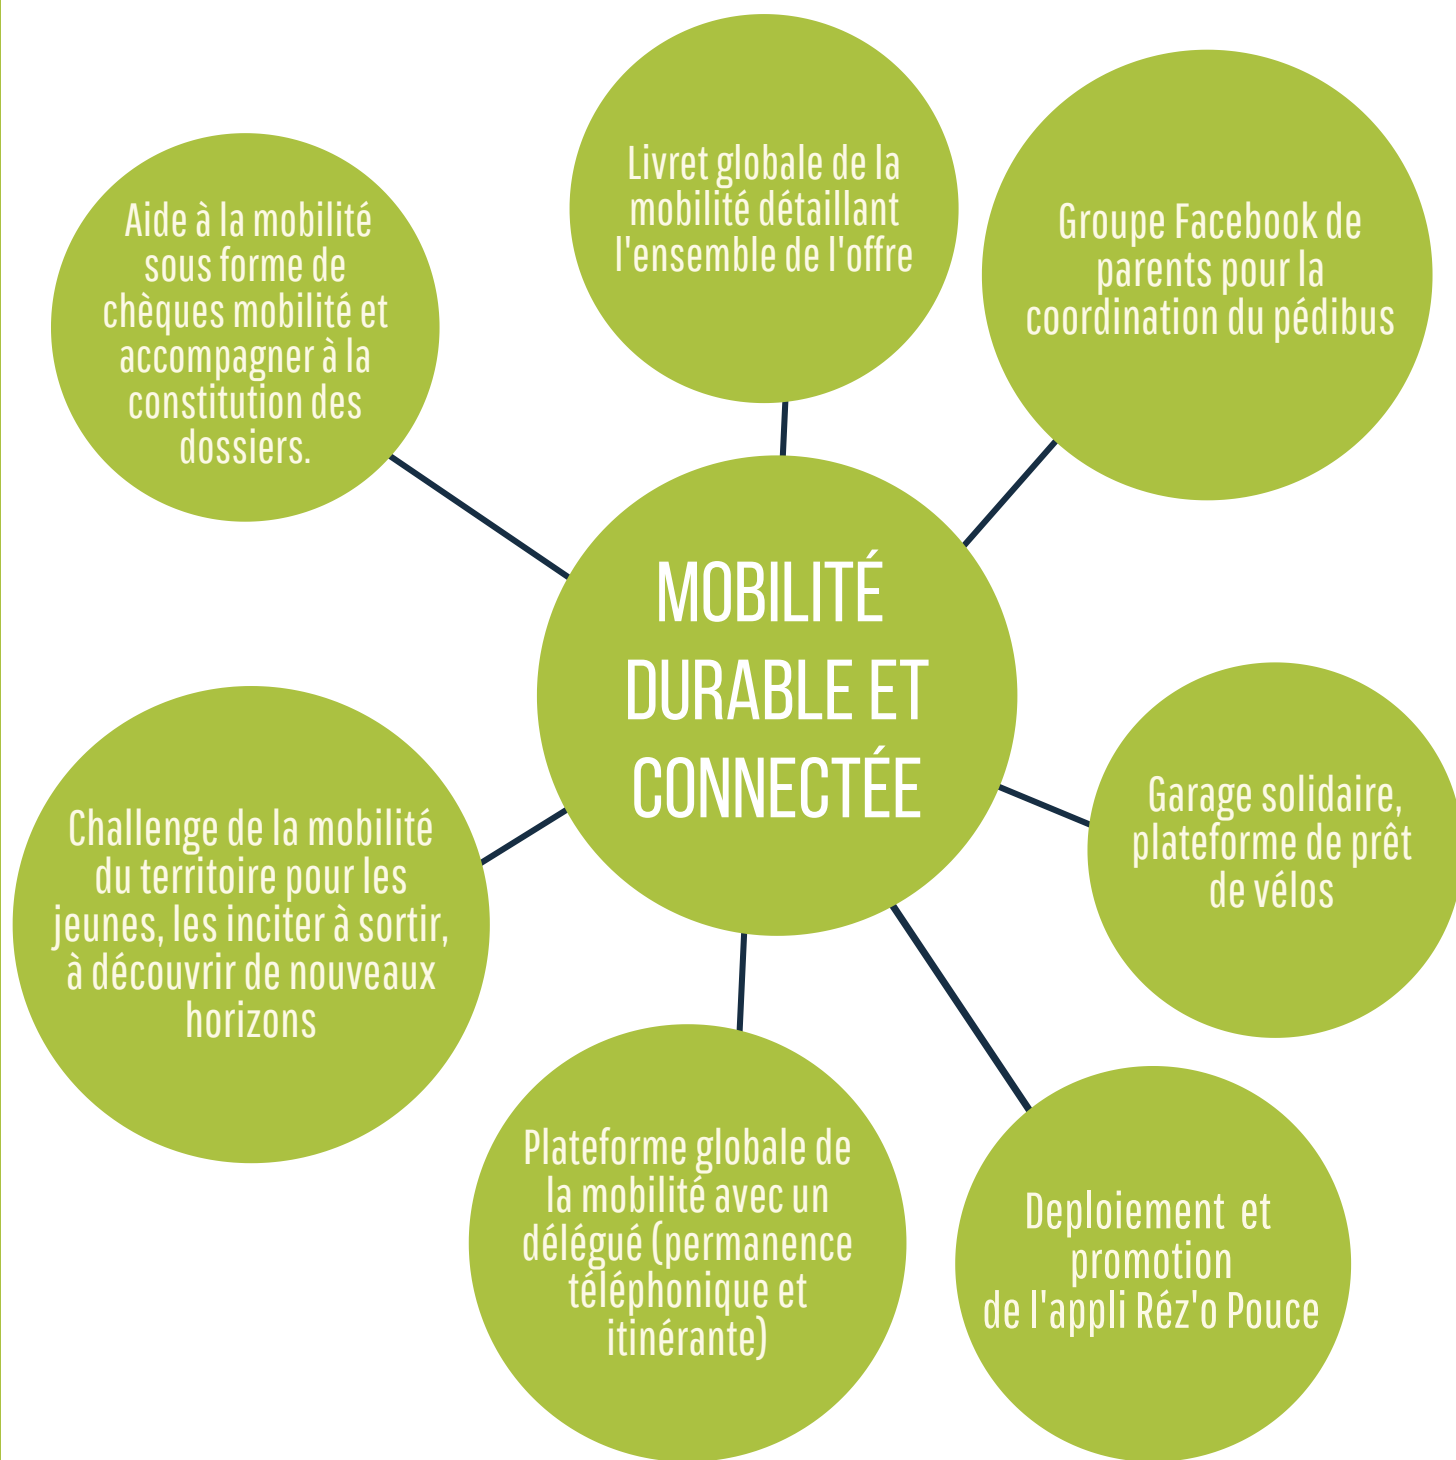 Livret globale de la
mobilité détaillant
l'ensemble de l'offre
Aide à la mobilité
sous forme de
chèques mobilité et
accompagner à la
constitution des
dossiers.
Groupe Facebook de
parents pour la
coordination du pédibus
MOBILITÉ
DURABLE ET
CONNECTÉE
Garage solidaire,
plateforme de prêt
de vélos
Challenge de la mobilité
du territoire pour les
jeunes, les inciter à sortir,
à découvrir de nouveaux
horizons
Plateforme globale de
la mobilité avec un
délégué (permanence
téléphonique et
itinérante)
Deploiement et
promotion
de l'appli Réz'o Pouce